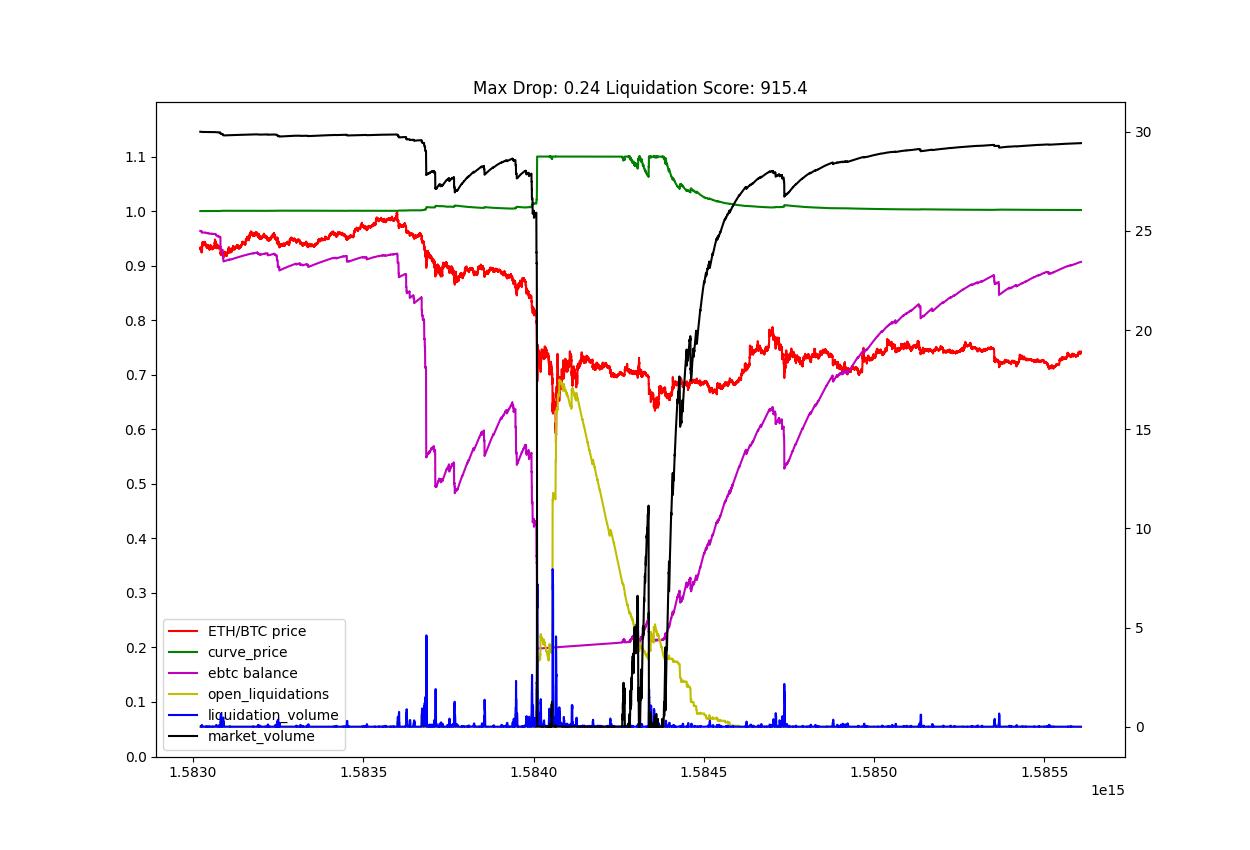 Max Drop: 0.24 Liquidation Score: 915.4
1.1
1.0
0.9
0.8
0.7
0.6
0.5
0.4
0.3
0.2
0.1
0.0
30
25
20
15
10
5
0
ETH/BTC price
curve_price
ebtc balance
open_liquidations
liquidation_volume
market_volume
1.5830 1.5835 1.5840 1.5845 1.5850 1.5855
1e15